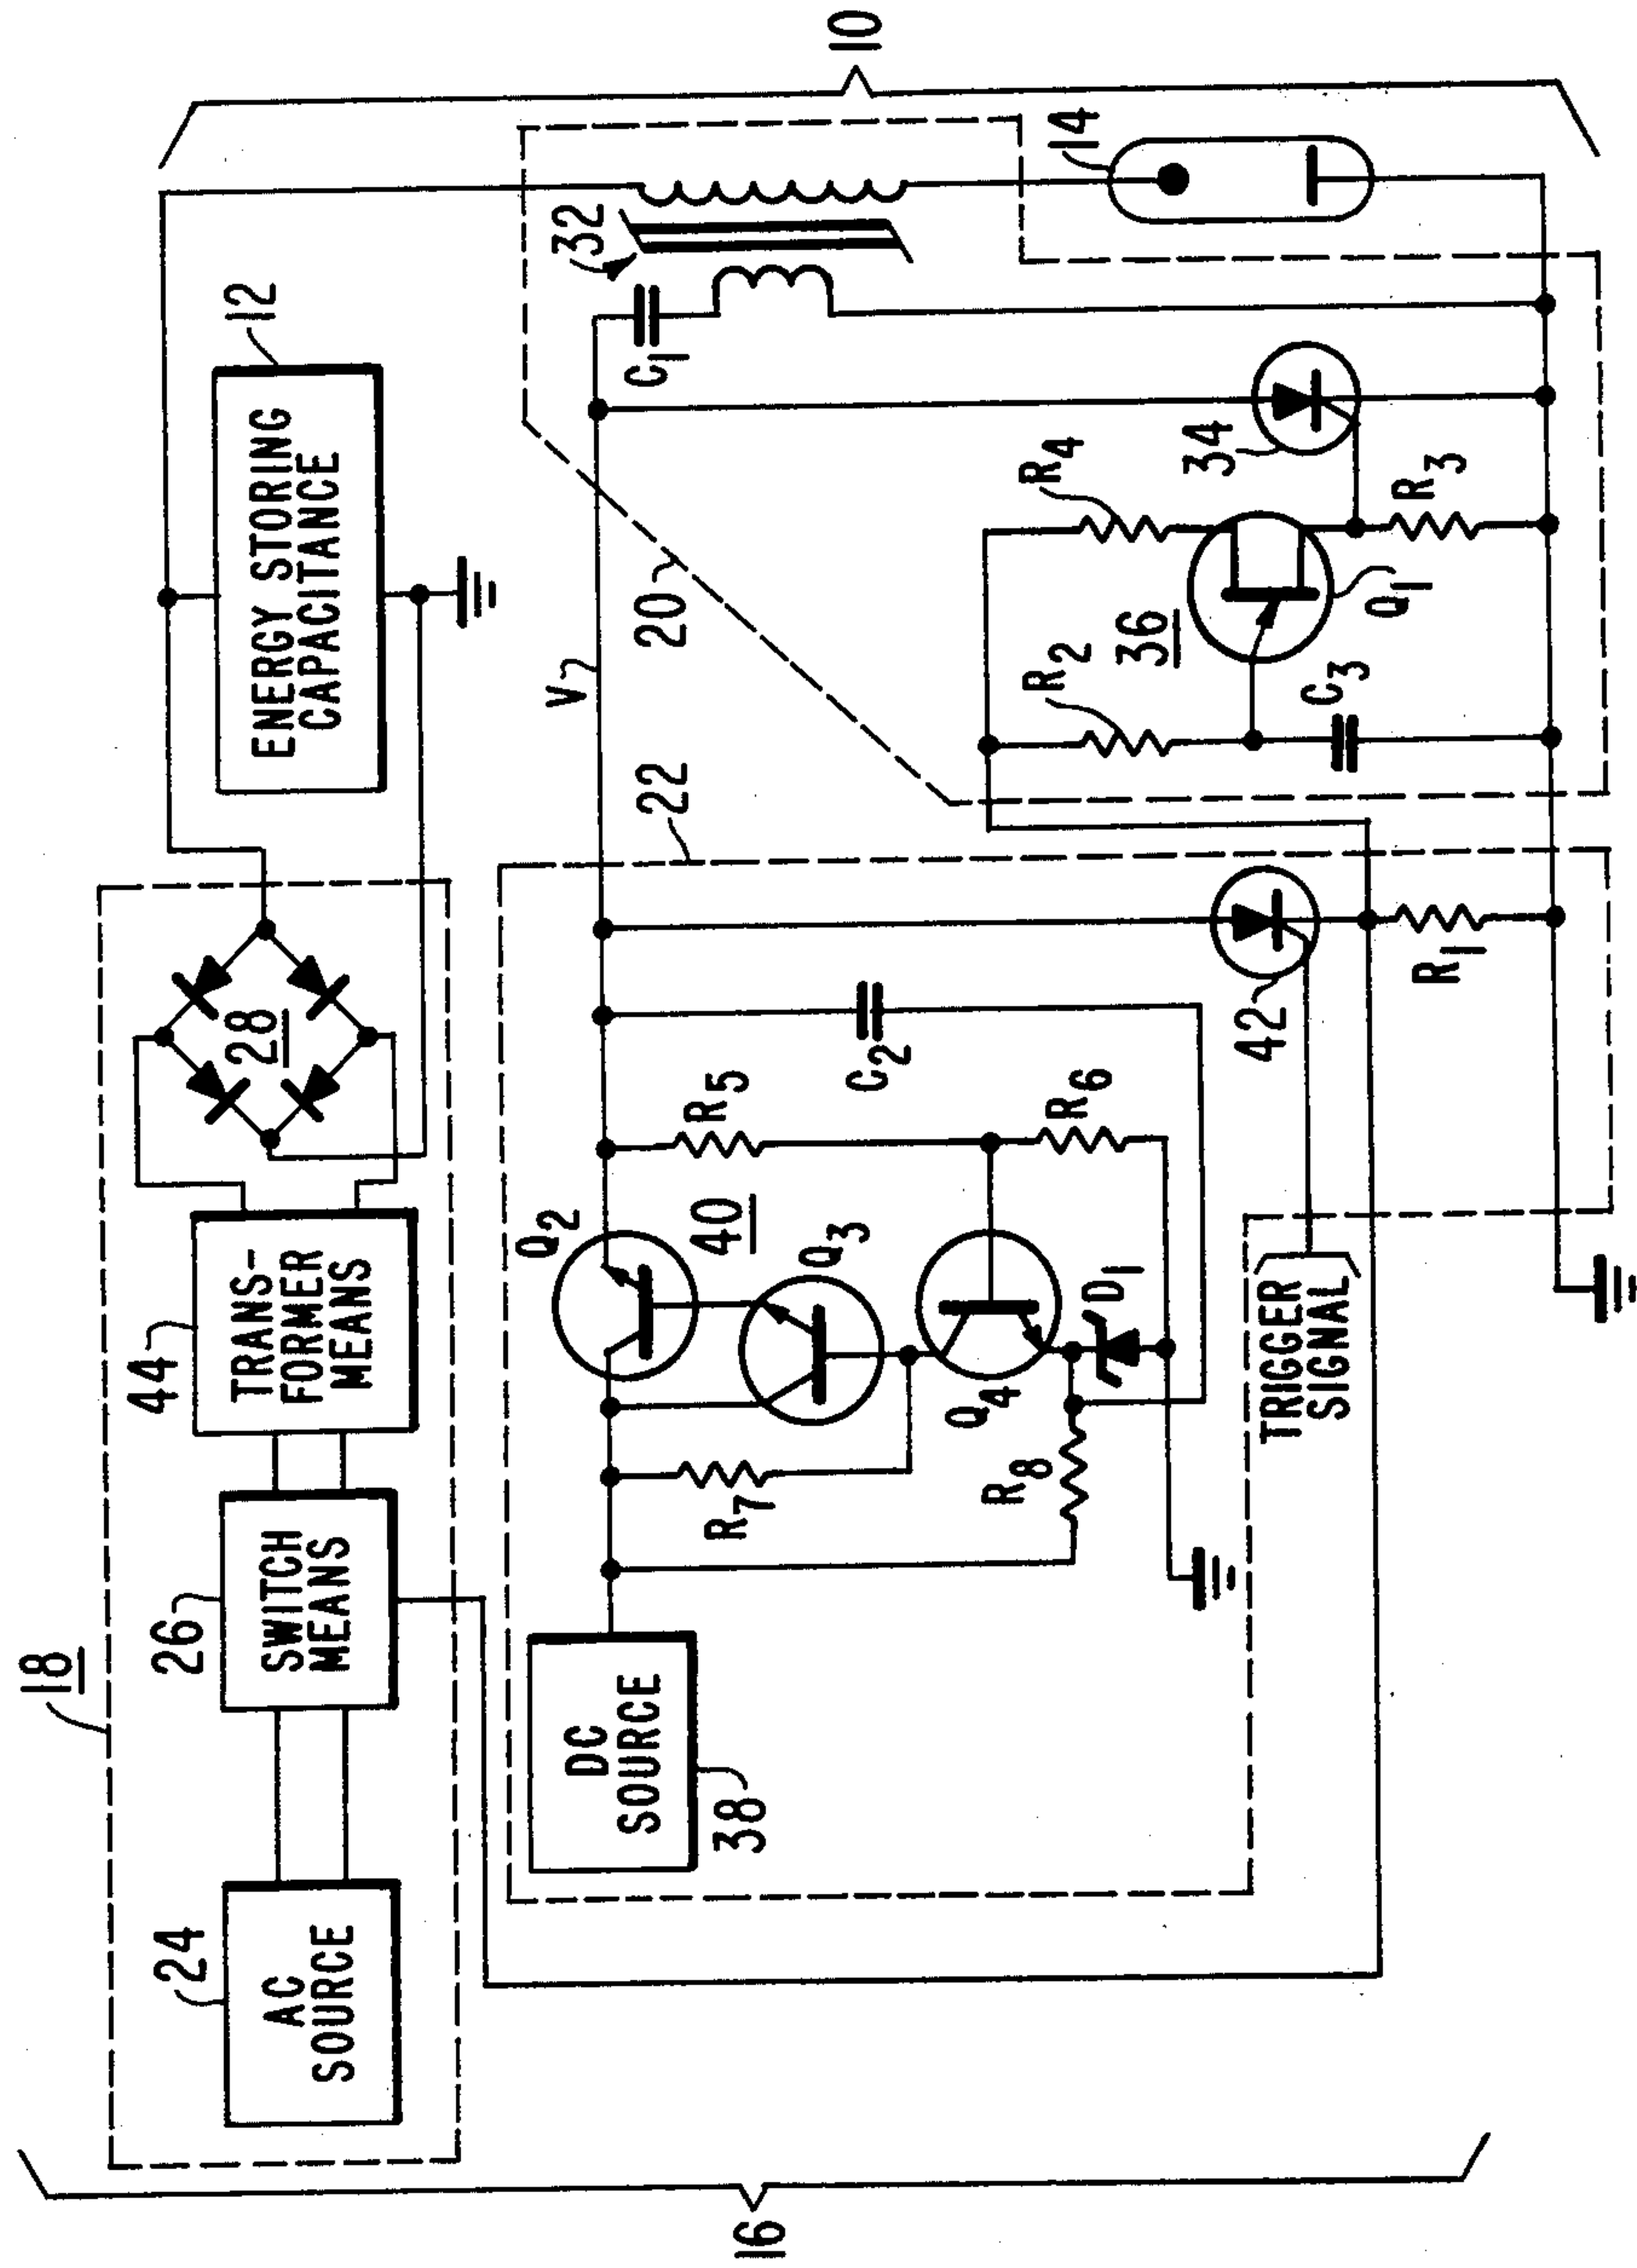 18
24
AC
SOURCE
26
SWITCH
MEANS
44
TRANS-
FORMER
MEANS
28
12
ENERGY STORING
CAPACITANCE
10
16
38
DC
SOURCE
R7
R8
Q2
40
Q3
Q4
D1
R5
R6
C2
22
V
20
C1
32
14
42
R1
TRIGGER
SIGNAL
R2
R4
36
Q1
C3
34
R3